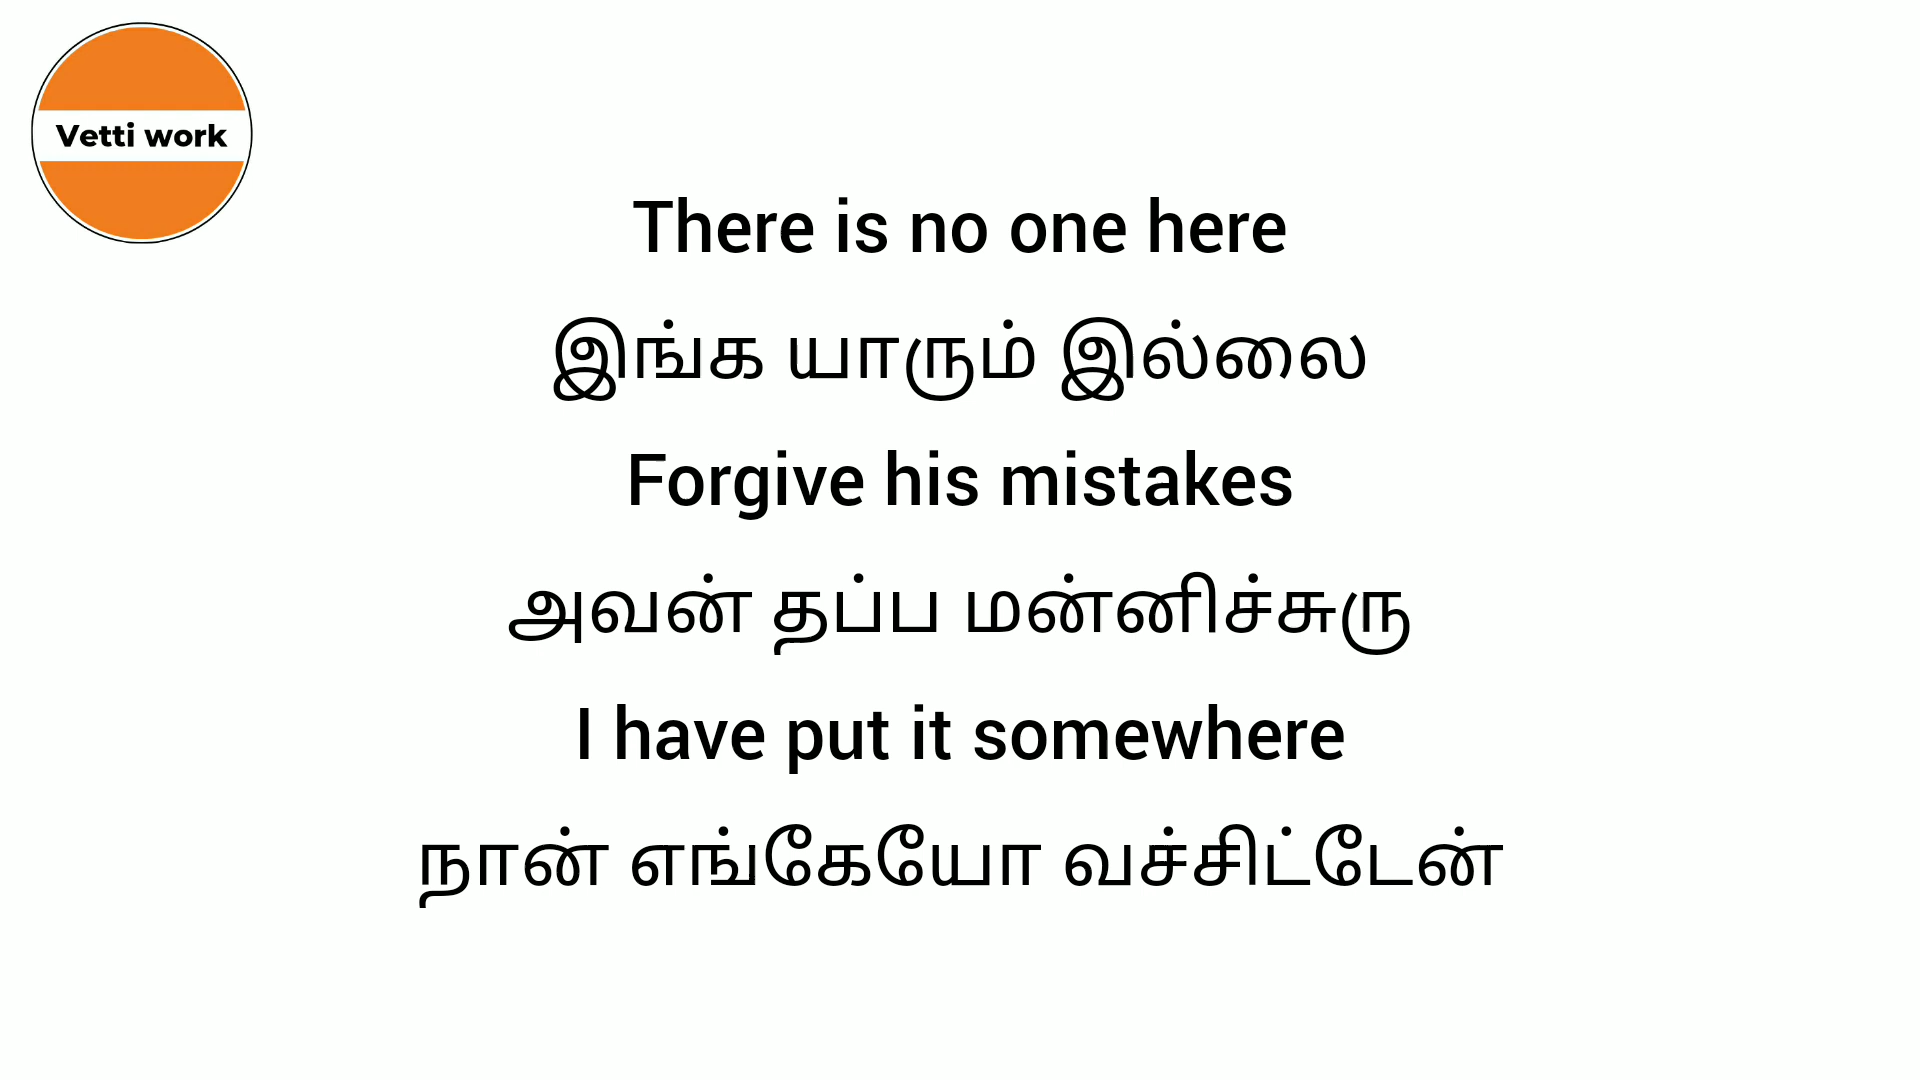 Vetti work
There is no one here
இங்க யாரும் இல்லை
Forgive his mistakes
அவன் தப்ப மன்னிச்சுரு
I have put it somewhere
நான் எங்கேயோ வச்சிட்டேன்